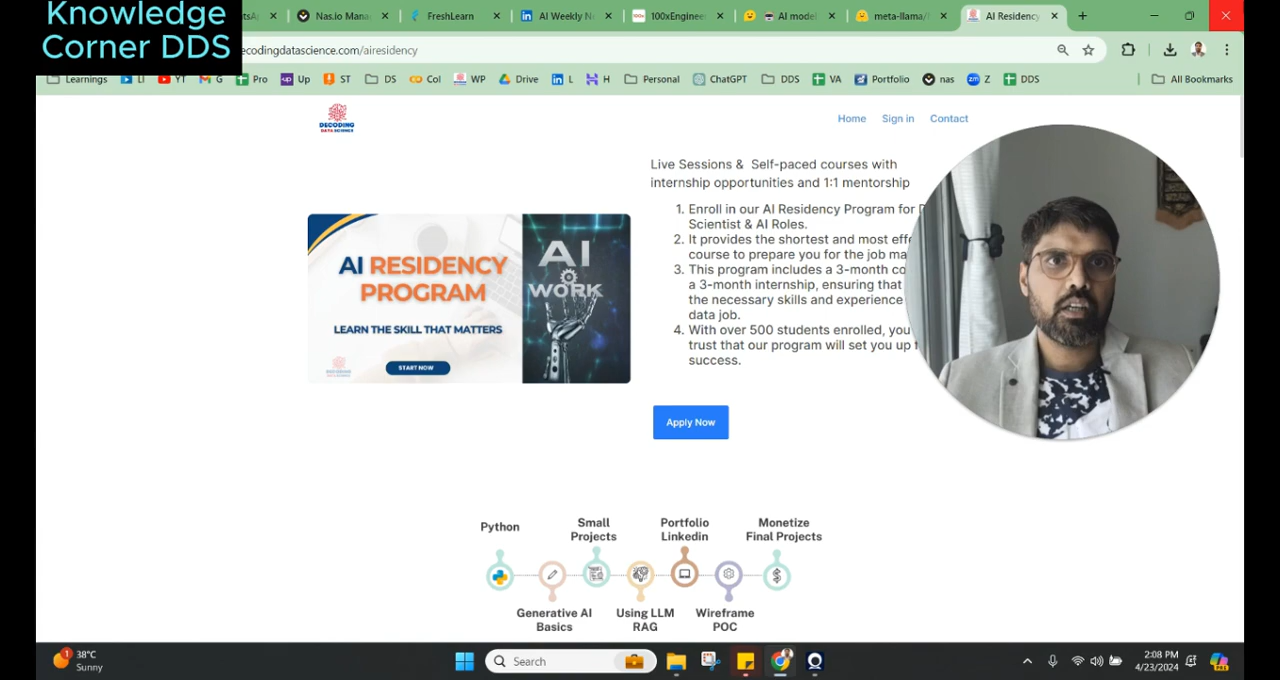 Knowledge
Corner DDS
Nas.io Mana
FreshLearn
AI Weekly N
100xEngineer
AI model
meta-llama/
AI Residency
ecodingdatascience.com/airesidency
Learnings
LI
YT
G
Pro
Up
ST
DS
Col
WP
Drive
L
H
Personal
ChatGPT
DDS
VA
Portfolio
nas
Z
DDS
All Bookmarks
DECODING
DATA SCIENCE
Home Sign in Contact
Live Sessions & Self-paced courses with
internship opportunities and 1:1 mentorship
1. Enroll in our AI Residency Program for D
Scientist & AI Roles.
2. It provides the shortest and most effe
course to prepare you for the job ma
3. This program includes a 3-month co
a 3-month internship, ensuring that
the necessary skills and experience
data job.
4. With over 500 students enrolled, you
trust that our program will set you up f
success.
AI RESIDENCY
PROGRAM
LEARN THE SKILL THAT MATTERS
START NOW
AI
WORK
Apply Now
Python
Small
Projects
Portfolio
Linkedin
Monetize
Final Projects
Generative AI
Basics
Using LLM
RAG
Wireframe
POC
1
38°C
Sunny
Search
2:08 PM
4/23/2024